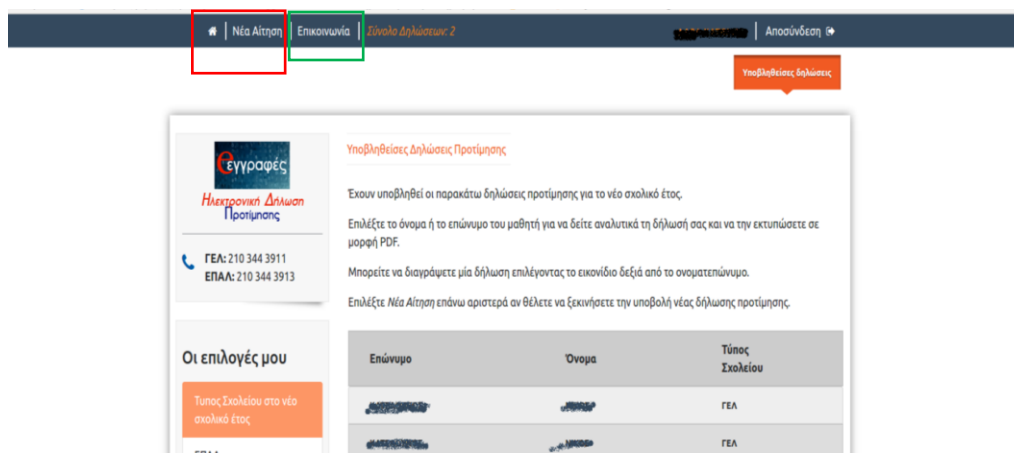 Νέα Αίτηση
Επικοινωνία
Σύνολο Δηλώσεων: 2
Αποσύνδεση
Υποβληθείσες δηλώσεις
eεγγραφές
Ηλεκτρονική Δήλωση
Προτίμησης
ΓΕΛ: 210 344 3911
ΕΠΑΛ: 210 344 3913
Οι επιλογές μου
Τυπος Σχολείου στο νέο
σχολικό έτος
Υποβληθείσες Δηλώσεις Προτίμησης
Έχουν υποβληθεί οι παρακάτω δηλώσεις προτίμησης για το νέο σχολικό έτος.
Επιλέξτε το όνομα ή το επώνυμο του μαθητή για να δείτε αναλυτικά τη δήλωσή σας και να την εκτυπώσετε σε
μορφή PDF.
Μπορείτε να διαγράψετε μία δήλωση επιλέγοντας το εικονίδιο δεξιά από το ονοματεπώνυμο.
Επιλέξτε Νέα Αίτηση επάνω αριστερά αν θέλετε να ξεκινήσετε την υποβολή νέας δήλωσης προτίμησης.
Επώνυμο Όνομα Τύπος
Σχολείου
ΓΕΛ
ΓΕΛ